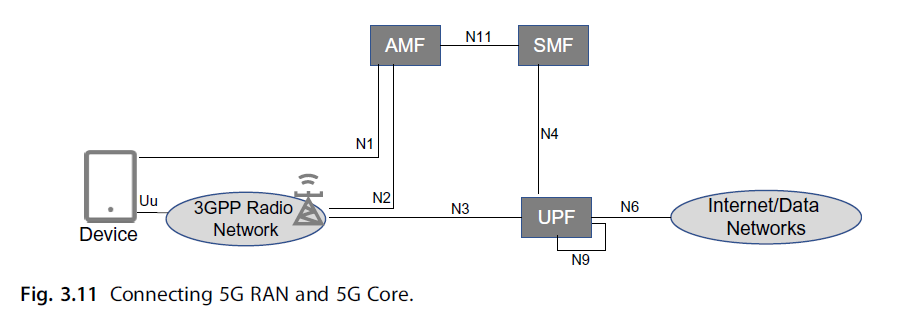 AMF
N11
SMF
N1
N4
Uu
N2
3GPP Radio
Network
N3
UPF
N6
Internet/Data
Networks
Device
N9
Fig. 3.11 Connecting 5G RAN and 5G Core.